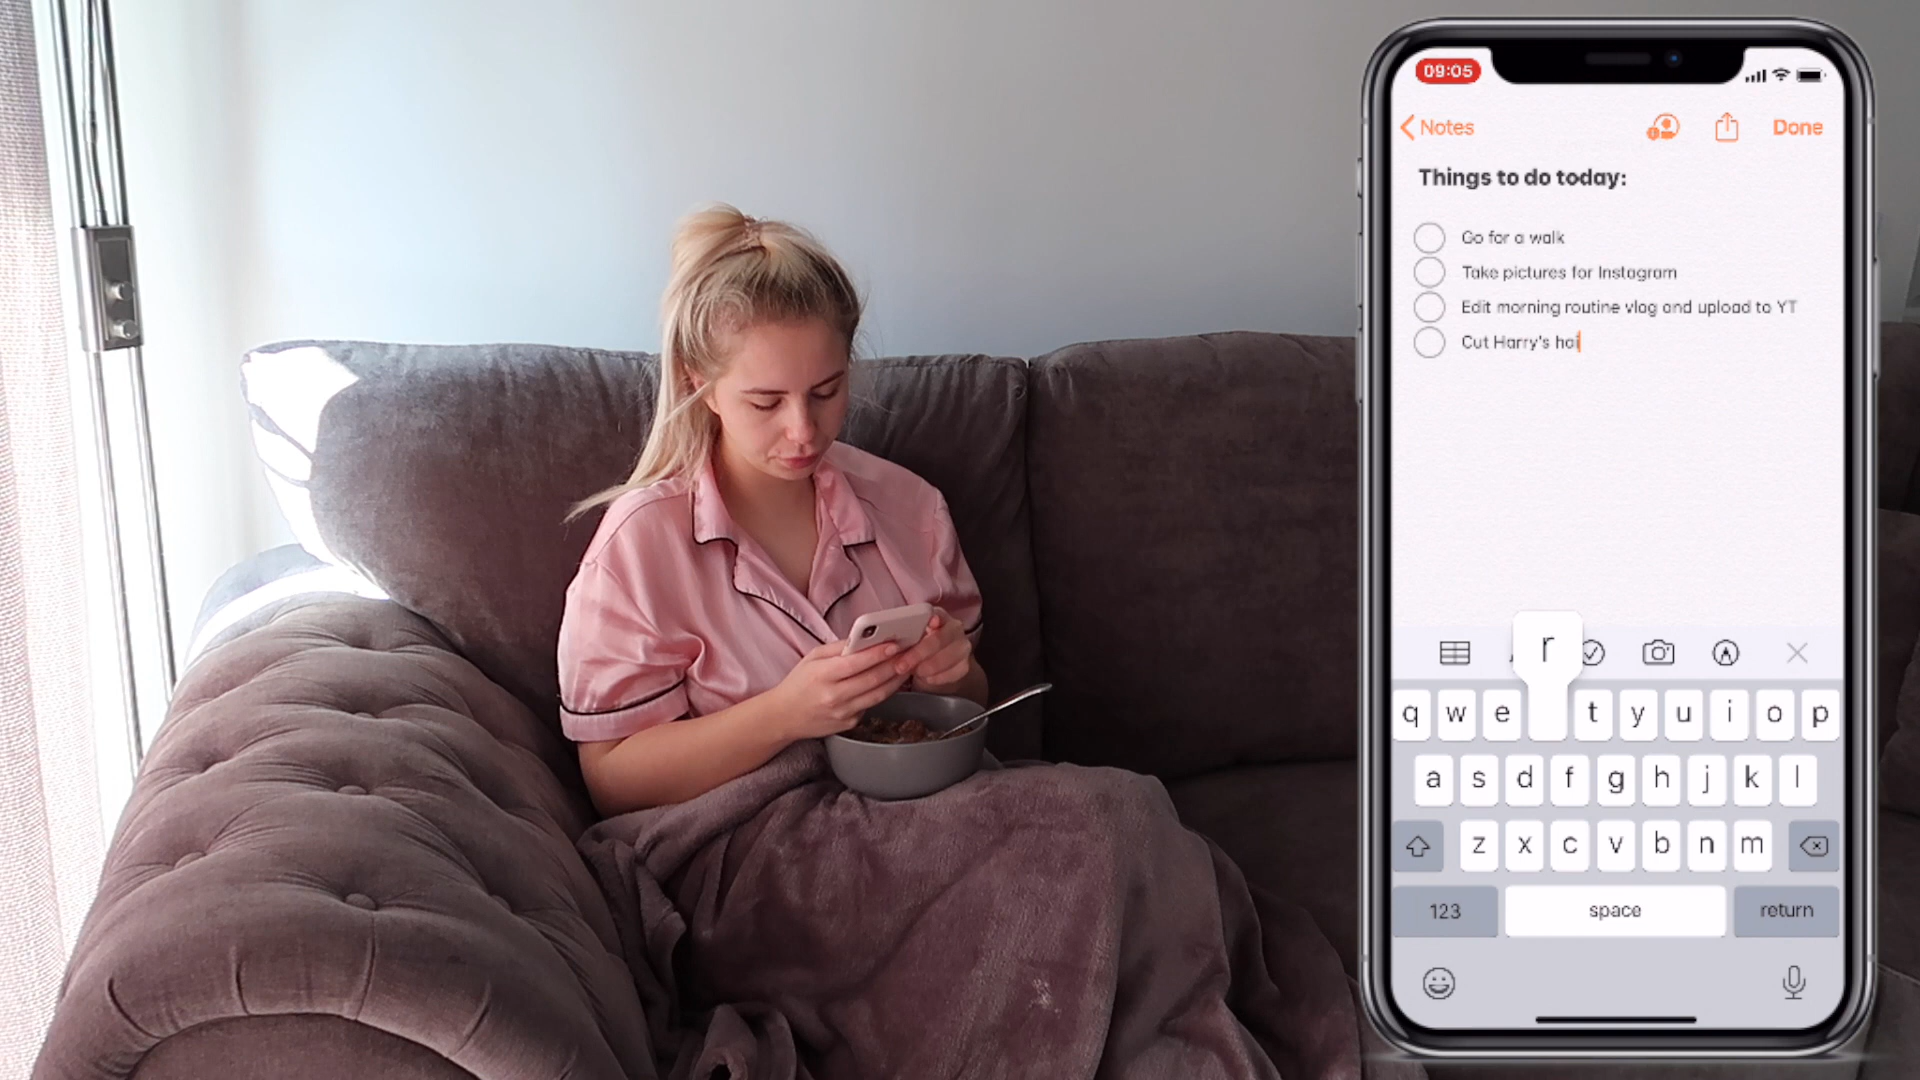 09:05
Notes
Done
Things to do today:
Go for a walk
Take pictures for Instagram
Edit morning routine vlog and upload to YT
Cut Harry's hai
r
q w e t y u i o p
a s d f g h j k l
z x c v b n m
123 space return